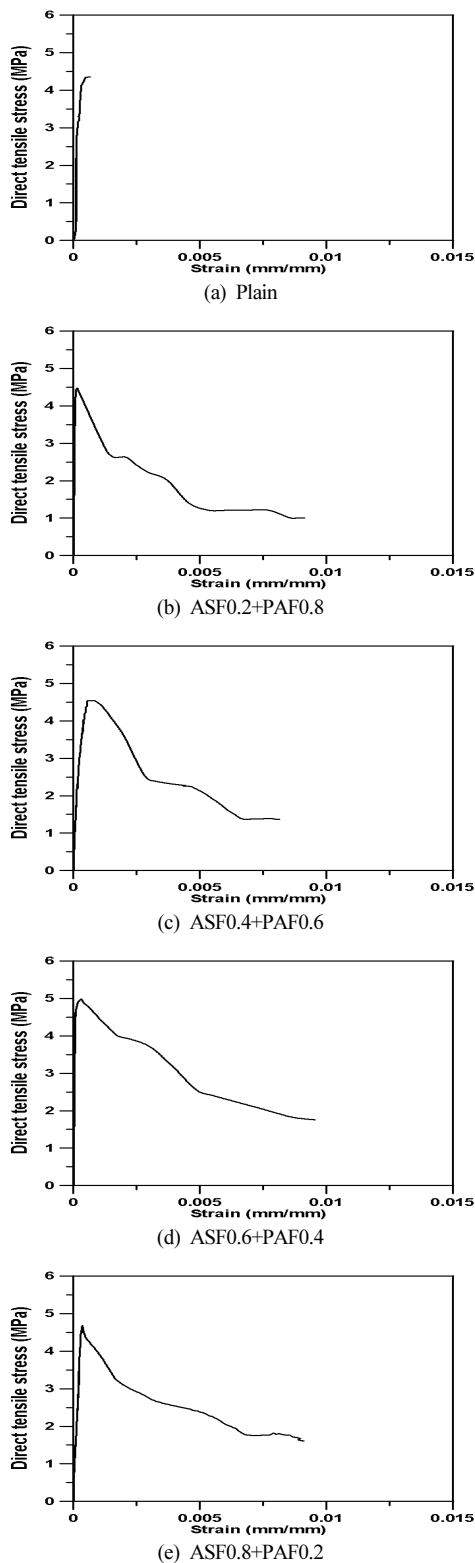 6
5
4
3
2
1
0
Direct tensile stress (MPa)
0 0.005 0.01 0.015
Strain (mm/mm)
(a) Plain
6
5
4
3
2
1
0
Direct tensile stress (MPa)
0 0.005 0.01 0.015
Strain (mm/mm)
(b) ASF0.2+PAF0.8
6
5
4
3
2
1
0
Direct tensile stress (MPa)
0 0.005 0.01 0.015
Strain (mm/mm)
(c) ASF0.4+PAF0.6
6
5
4
3
2
1
0
Direct tensile stress (MPa)
0 0.005 0.01 0.015
Strain (mm/mm)
(d) ASF0.6+PAF0.4
6
5
4
3
2
1
0
Direct tensile stress (MPa)
0 0.005 0.01 0.015
Strain (mm/mm)
(e) ASF0.8+PAF0.2